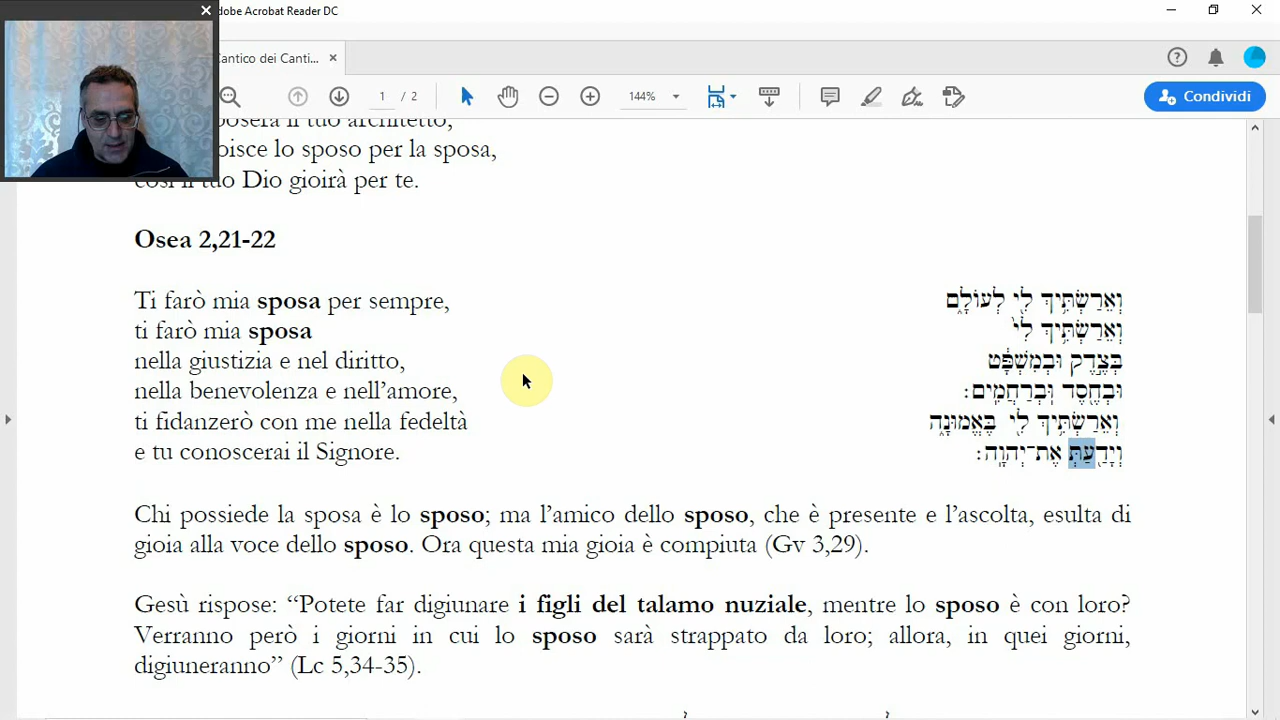 dobe Acrobat Reader DC
Cantico dei Canti...
1 / 2
144%
Condividi
il tuo architetto,
lo sposo per la sposa,
così il tuo Dio gioirà per te.
Osea 2,21-22
Ti farò mia sposa per sempre,
ti farò mia sposa
nella giustizia e nel diritto,
nella benevolenza e nell’amore,
ti fidanzerò con me nella fedeltà
e tu conoscerai il Signore.
וְאֵרַשְׂתִּ֥יךְ לִ֖י לְעוֹלָ֑ם
וְאֵרַשְׂתִּ֥יךְ לִי֙
בְּצֶ֣דֶק וּבְמִשְׁפָּ֔ט
וּבְחֶ֖סֶד וּֽבְרַחֲמִֽים׃
וְאֵרַשְׂתִּ֥יךְ לִ֖י בֶּאֱמוּנָ֑ה
וְיָדַ֖עַתְּ אֶת־יְהוָֽה׃
Chi possiede la sposa è lo sposo; ma l’amico dello sposo, che è presente e l’ascolta, esulta di
gioia alla voce dello sposo. Ora questa mia gioia è compiuta (Gv 3,29).
Gesù rispose: “Potete far digiunare i figli del talamo nuziale, mentre lo sposo è con loro?
Verranno però i giorni in cui lo sposo sarà strappato da loro; allora, in quei giorni,
digiuneranno” (Lc 5,34-35).